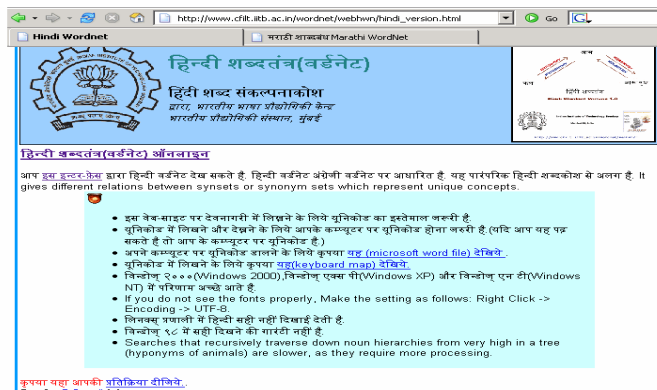 http://www.cfilt.iitb.ac.in/wordnet/webhwn/hindi_version.html
Go
Hindi Wordnet
मराठी शब्दबंध Marathi WordNet
हिन्दी शब्दतंत्र(वर्डनेट)
हिंदी शब्द संकल्पनाकोश
द्वारा, भारतीय भाषा प्रौद्योगिकी केन्द्र
भारतीय प्रौद्योगिकी संस्थान, मुंबई
हिन्दी शब्दतंत्र(वर्डनेट) ऑनलाइन
आप इस इन्टर-फ़ेस द्वारा हिन्दी वर्डनेट देख सकते है. हिन्दी वर्डनेट अंग्रेजी वर्डनेट पर आधारित है. यह पारंपरिक हिन्दी शब्दकोश से अलग है. It
gives different relations between synsets or synonym sets which represent unique concepts.
इस वेब-साइट पर देवनागरी में लिखने के लिये यूनिकोड का इस्तेमाल जरूरी है.
यूनिकोड में लिखने और देखने के लिये आपके कम्प्यूटर पर यूनिकोड होना जरुरी है.(यदि आप यह पढ़
सकते है तो आप के कम्प्यूटर पर यूनिकोड है.)
अपने कम्प्यूटर पर यूनिकोड डालने के लिये कृपया यह (microsoft word file) देखिये .
यूनिकोड में लिखने के लिये कृपया यह(keyboard map) देखिये.
विन्डोज् २०००(Windows 2000),विन्डोज् एक्स पी(Windows XP) और विन्डोज् एन टी(Windows
NT) में परिणाम अच्छे आते है.
If you do not see the fonts properly, Make the setting as follows: Right Click ->
Encoding -> UTF-8.
लिनक्स् प्रणाली में हिन्दी सही नहीं दिखाई देती है.
विन्डोज् ९८ में सही दिखने की गारंटी नहीं है.
Searches that recursively traverse down noun hierarchies from very high in a tree
(hyponyms of animals) are slower, as they require more processing.
कृपया यहा आपकी प्रतिक्रिया दीजिये .